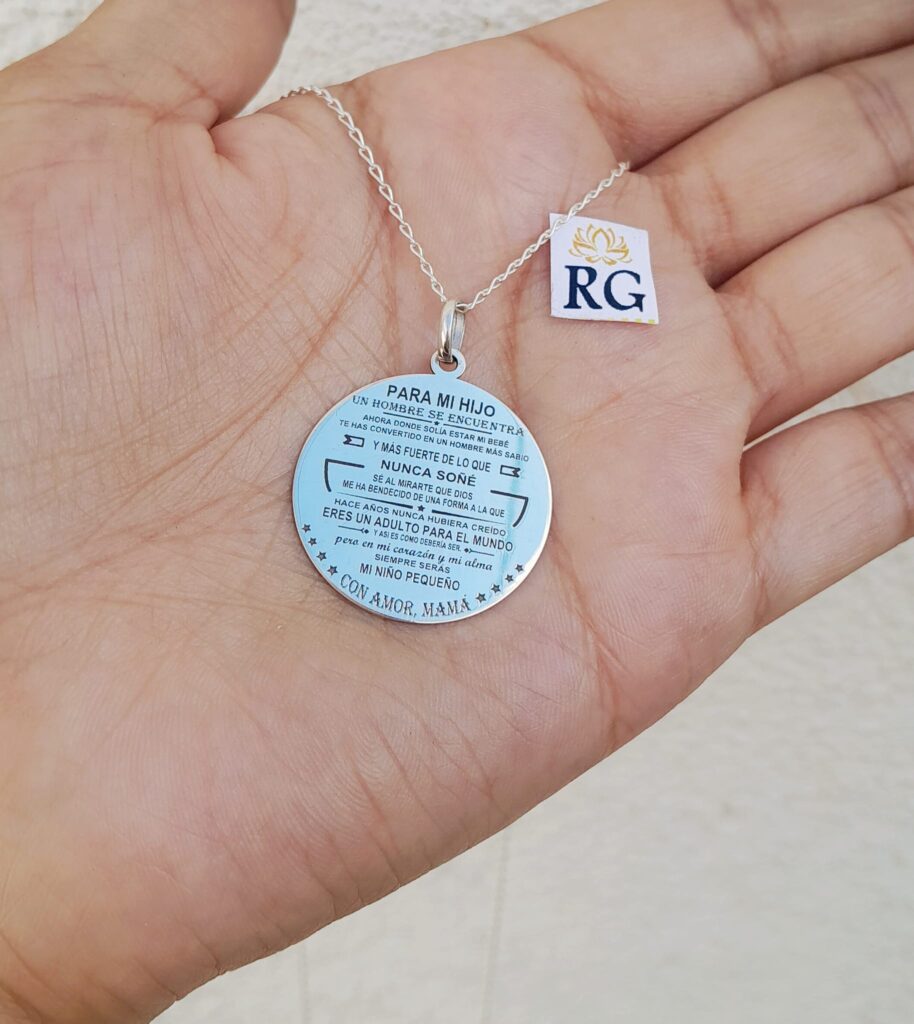 PARA MI HIJO
UN HOMBRE SE ENCUENTRA
AHORA DONDE SOLÍA ESTAR MI BEBÉ
TE HAS CONVERTIDO EN UN HOMBRE MÁS SABIO
Y MÁS FUERTE DE LO QUE
NUNCA SOÑÉ
SÉ AL MIRARTE QUE DIOS
ME HA BENDECIDO DE UNA FORMA A LA QUE
HACE AÑOS NUNCA HUBIERA CREÍDO
ERES UN ADULTO PARA EL MUNDO
Y ASI ES COMO DEBERÍA SER.
pero en mi corazón y mi alma
SIEMPRE SERÁS
MI NIÑO PEQUEÑO
CON AMOR, MAMÁ
RG